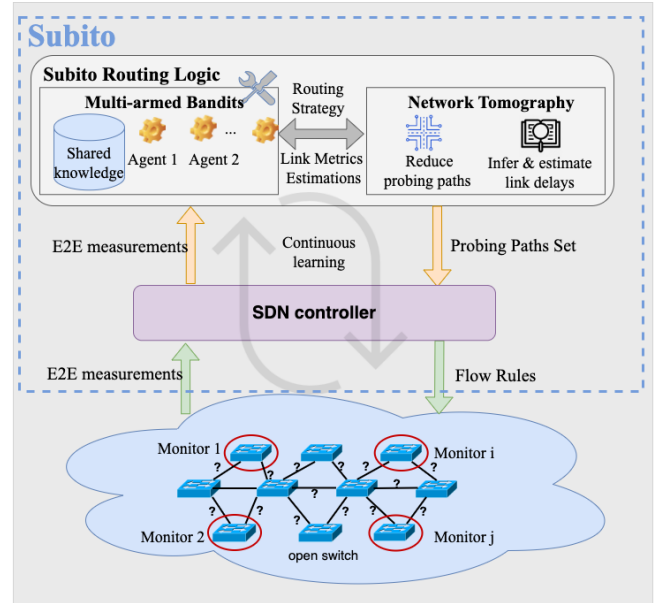 Subito
Subito Routing Logic
Multi-armed Bandits
Shared
knowledge
Agent 1
Agent 2
...
Routing
Strategy
Link Metrics
Estimations
Network Tomography
Reduce
probing paths
Infer & estimate
link delays
E2E measurements
Continuous
learning
Probing Paths Set
SDN controller
E2E measurements
Flow Rules
Monitor 1
Monitor i
? ? ? ? ? ?
? ? ?
? ? ? ? ? ?
Monitor 2
Monitor j
open switch